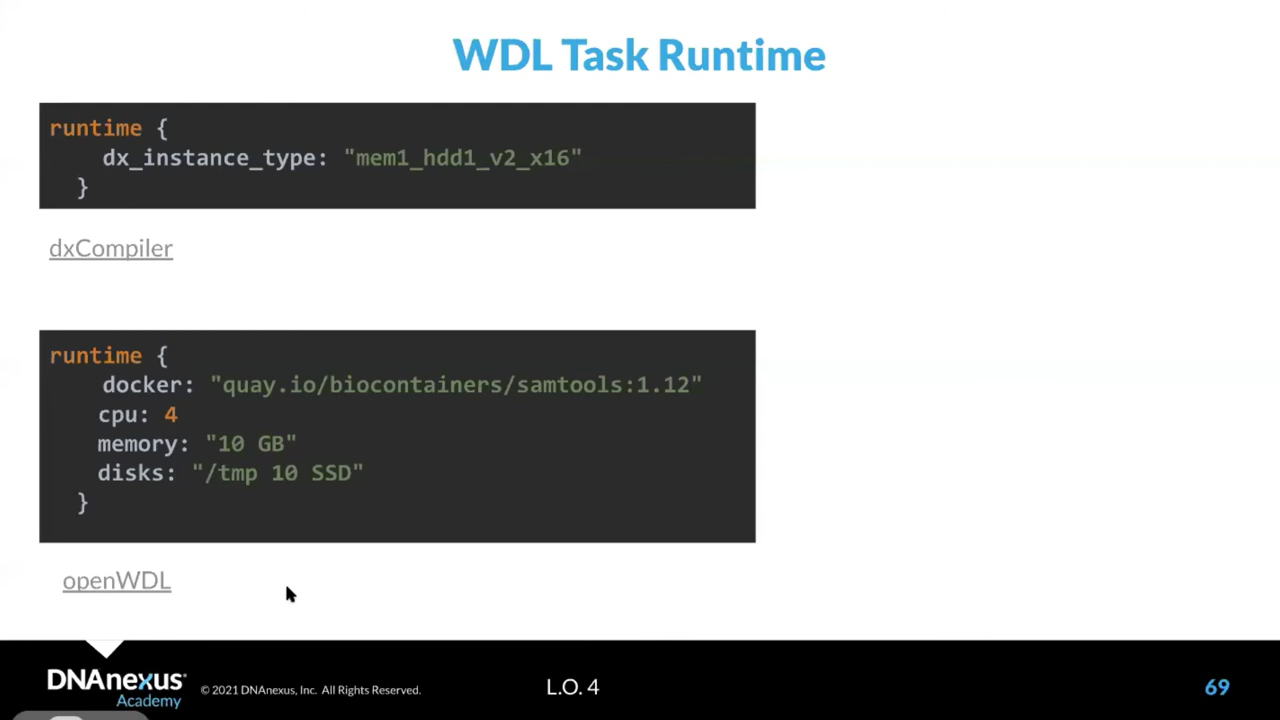 WDL Task Runtime
runtime {
dx_instance_type: "mem1_hdd1_v2_x16"
}
dxCompiler
runtime {
docker: "quay.io/biocontainers/samtools:1.12"
cpu: 4
memory: "10 GB"
disks: "/tmp 10 SSD"
}
openWDL
DNAnexus®
Academy
© 2021 DNAnexus, Inc. All Rights Reserved.
L.O. 4
69